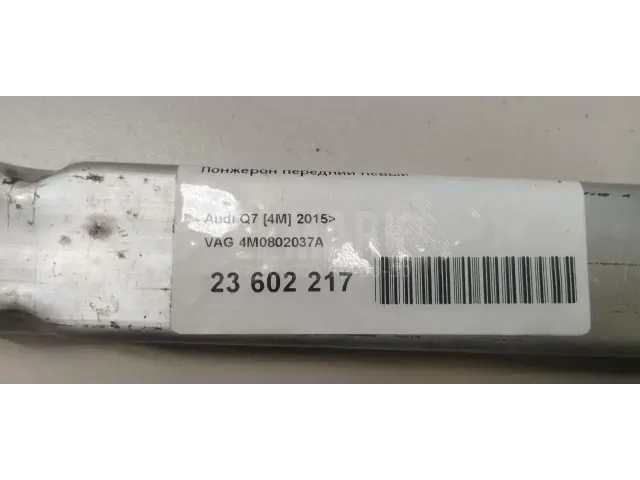 Лонжерон передний левый
Audi Q7 [4M] 2015>
VAG 4M0802037A
23 602 217